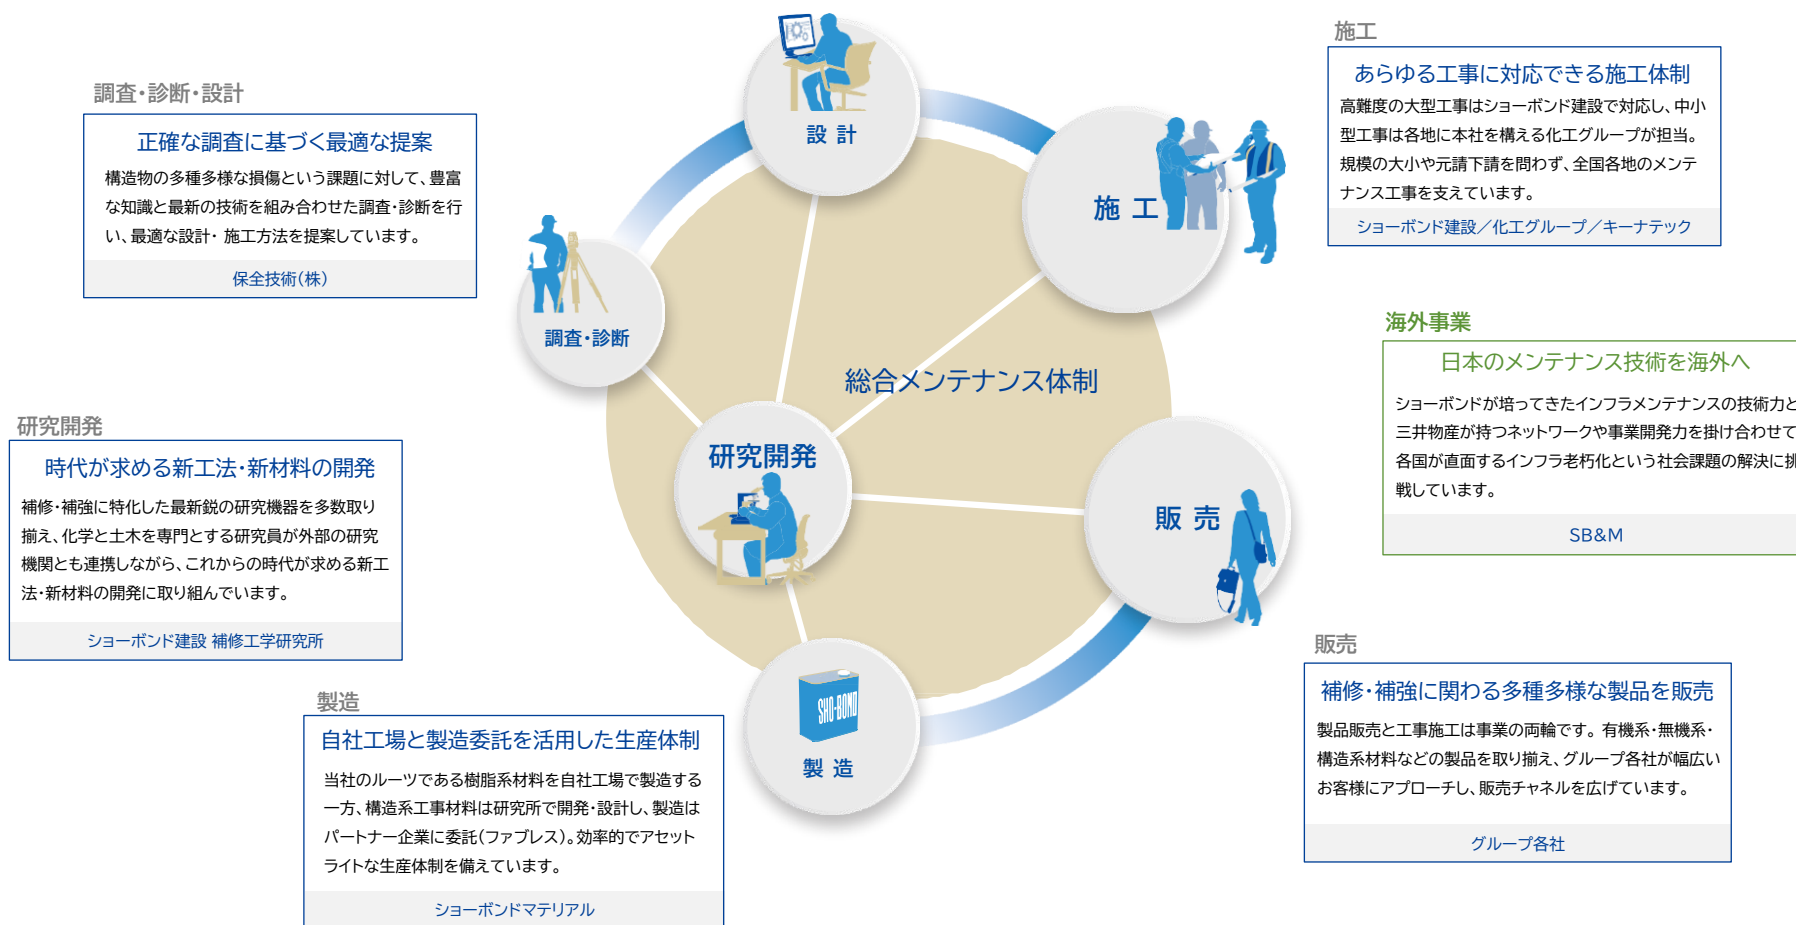 調査・診断・設計
正確な調査に基づく最適な提案
構造物の多種多様な損傷という課題に対して、豊富
な知識と最新の技術を組み合わせた調査・診断を行
い、最適な設計・ 施工方法を提案しています。
保全技術(株)
研究開発
時代が求める新工法・新材料の開発
補修・補強に特化した最新鋭の研究機器を多数取り
揃え、化学と土木を専門とする研究員が外部の研究
機関とも連携しながら、これからの時代が求める新工
法・新材料の開発に取り組んでいます。
ショーボンド建設 補修工学研究所
製造
自社工場と製造委託を活用した生産体制
当社のルーツである樹脂系材料を自社工場で製造する
一方、構造系工事材料は研究所で開発・設計し、製造は
パートナー企業に委託(ファブレス)。効率的でアセット
ライトな生産体制を備えています。
ショーボンドマテリアル
設 計
施 工
調査・診断
総合メンテナンス体制
研究開発
販 売
SHO-BOND
製 造
施工
あらゆる工事に対応できる施工体制
高難度の大型工事はショーボンド建設で対応し、中小
型工事は各地に本社を構える化工グループが担当。
規模の大小や元請下請を問わず、全国各地のメンテ
ナンス工事を支えています。
ショーボンド建設／化工グループ／キーナテック
海外事業
日本のメンテナンス技術を海外へ
ショーボンドが培ってきたインフラメンテナンスの技術力と
三井物産が持つネットワークや事業開発力を掛け合わせて
各国が直面するインフラ老朽化という社会課題の解決に挑
戦しています。
SB&M
販売
補修・補強に関わる多種多様な製品を販売
製品販売と工事施工は事業の両輪です。有機系・無機系・
構造系材料などの製品を取り揃え、グループ各社が幅広い
お客様にアプローチし、販売チャネルを広げています。
グループ各社